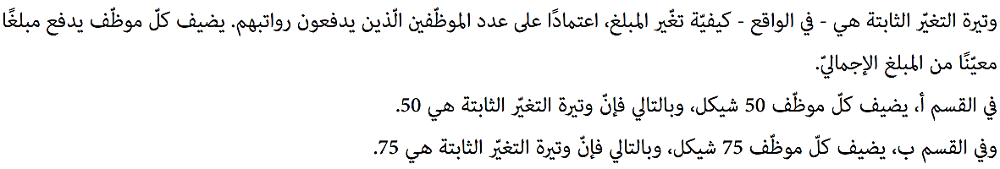 وتيرة التغيّر الثابتة هي - في الواقع - كيفيّة تغّير المبلغ، اعتمادًا على عدد الموظّفين الّذين يدفعون رواتبهم. يضيف كلّ موظّف يدفع مبلغًا
معيّنًا من المبلغ الإجماليّ.
في القسم أ، يضيف كلّ موظّف 50 شيكل، وبالتالي فإنّ وتيرة التغيّر الثابتة هي 50.
وفي القسم ب، يضيف كلّ موظّف 75 شيكل، وبالتالي فإنّ وتيرة التغيّر الثابتة هي 75.